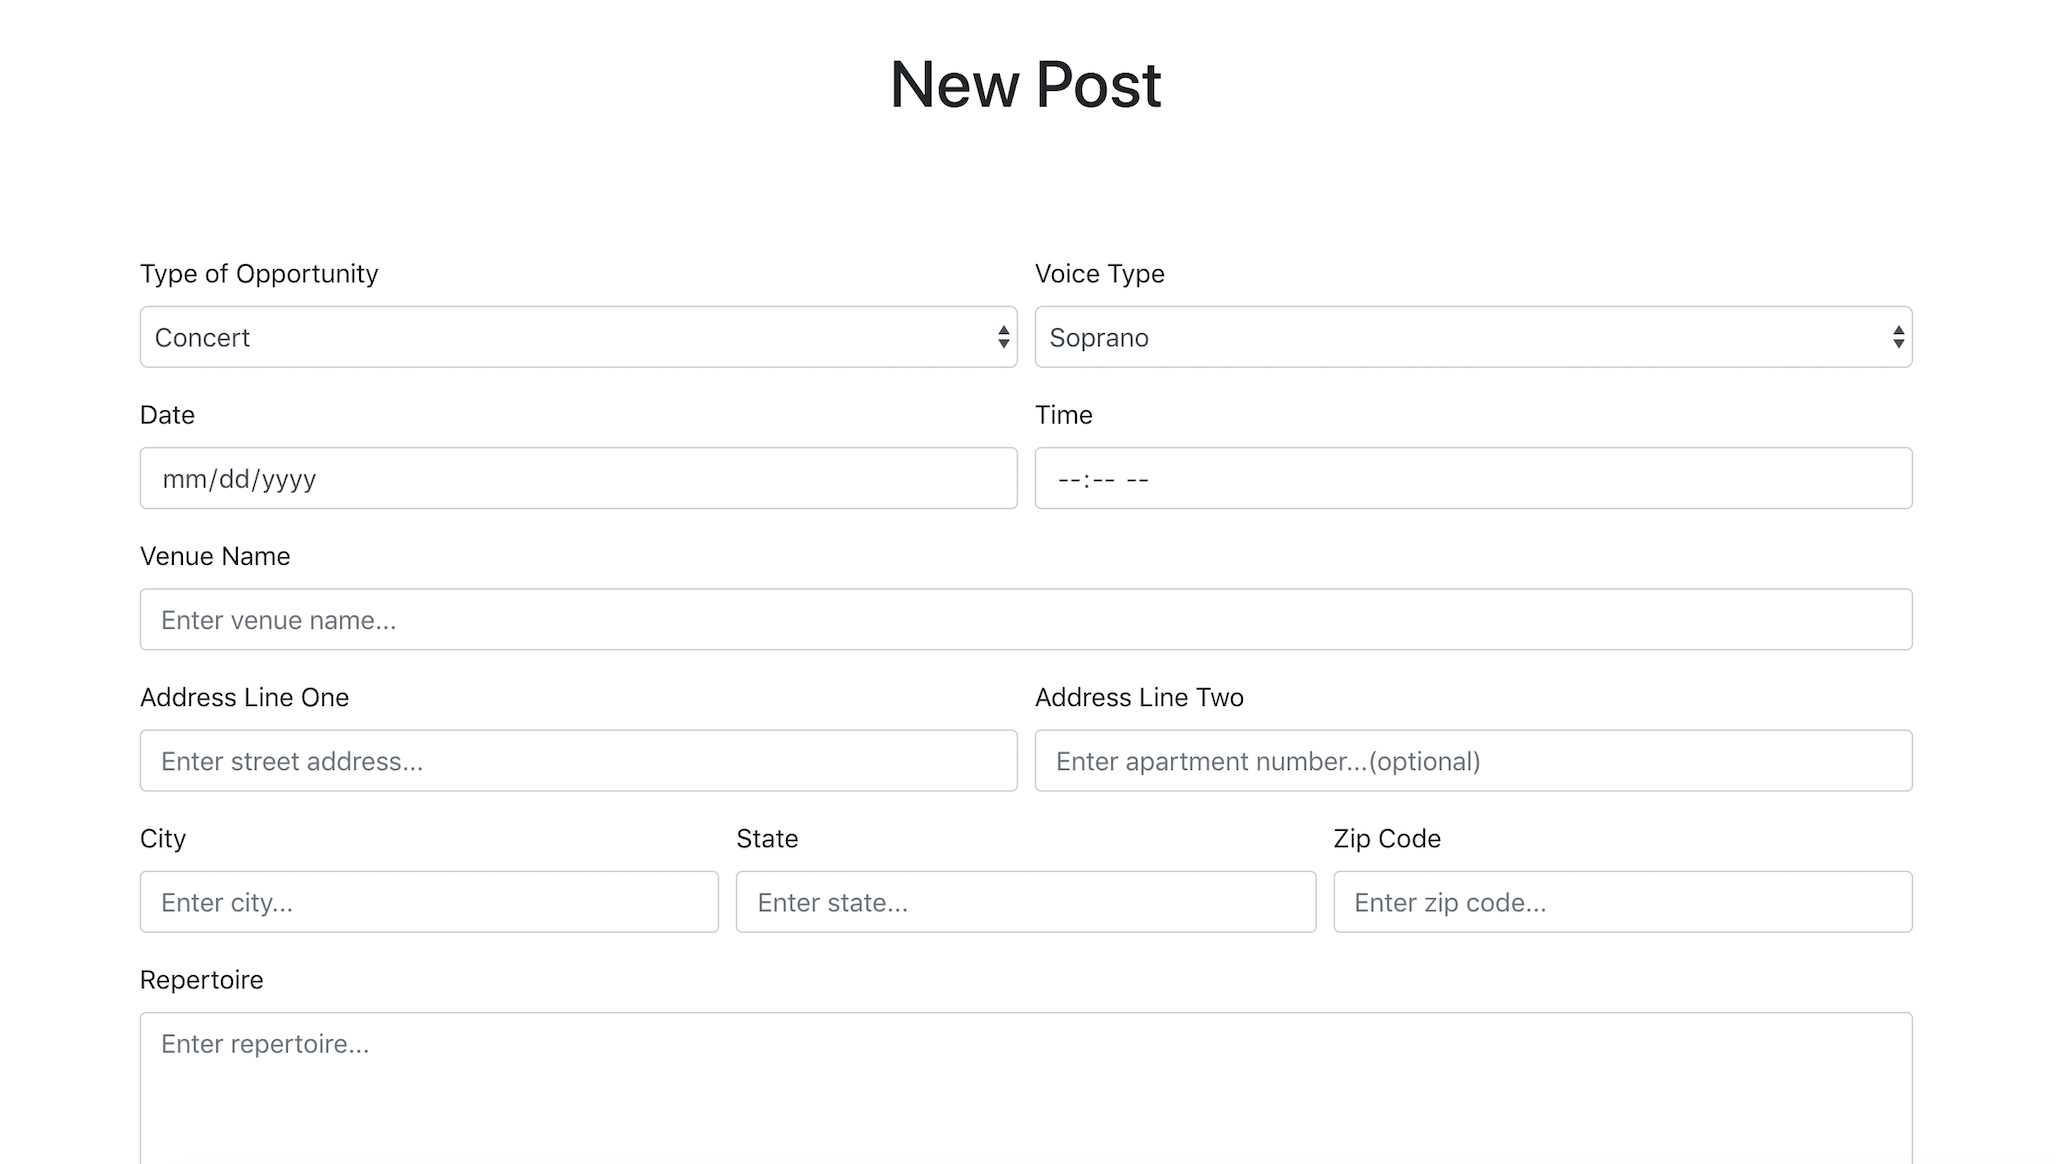 New Post
Type of Opportunity
Voice Type
Concert
Soprano
Date
Time
mm/dd/yyyy
--:-- --
Venue Name
Enter venue name...
Address Line One
Address Line Two
Enter street address...
Enter apartment number...(optional)
City
State
Zip Code
Enter city...
Enter state...
Enter zip code...
Repertoire
Enter repertoire...